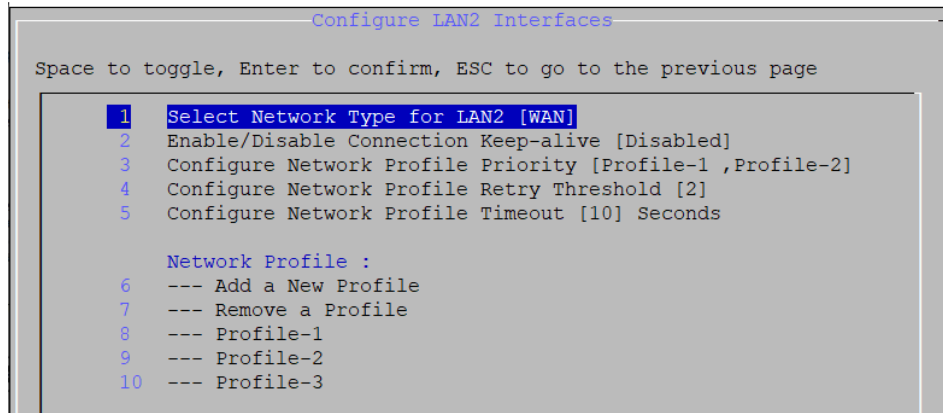 Configure LAN2 Interfaces
Space to toggle, Enter to confirm, ESC to go to the previous page
1 Select Network Type for LAN2 [WAN]
2 Enable/Disable Connection Keep-alive [Disabled]
3 Configure Network Profile Priority [Profile-1 ,Profile-2]
4 Configure Network Profile Retry Threshold [2]
5 Configure Network Profile Timeout [10] Seconds
Network Profile :
6 --- Add a New Profile
7 --- Remove a Profile
8 --- Profile-1
9 --- Profile-2
10 --- Profile-3